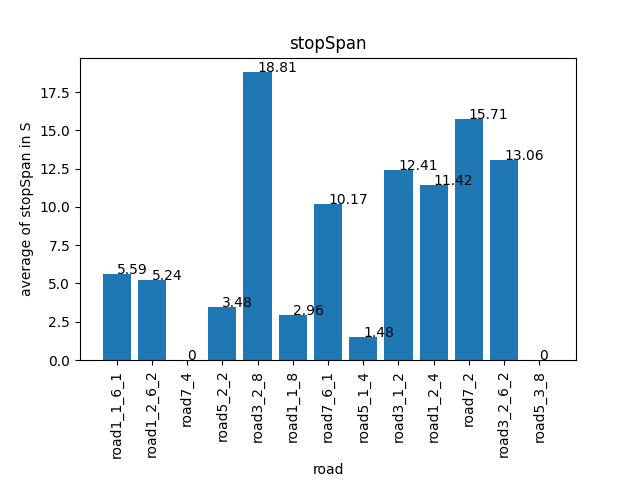 stopSpan
average of stopSpan in S
17.5
15.0
12.5
10.0
7.5
5.0
2.5
0.0
5.59
5.24
0
3.48
18.81
2.96
10.17
1.48
12.41
11.42
15.71
13.06
0
road1_1_6_1
road1_2_6_2
road7_4
road5_2_2
road3_2_8
road1_1_8
road7_6_1
road5_1_4
road3_1_2
road1_2_4
road7_2
road3_2_6_2
road5_3_8
road